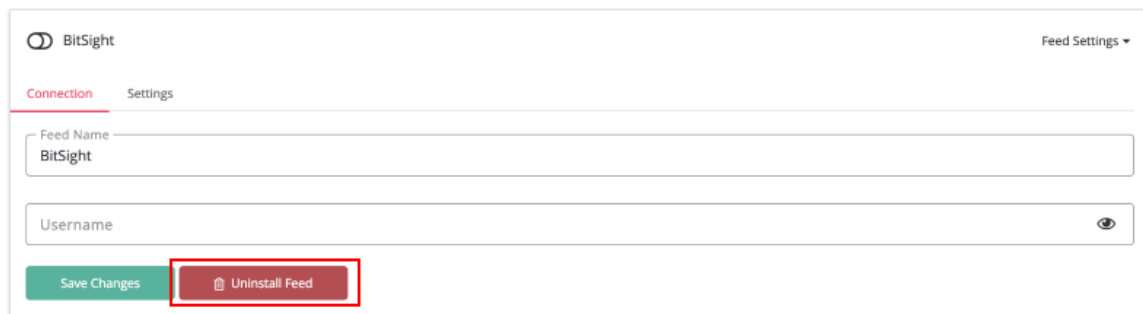 BitSight
Feed Settings
Connection
Settings
Feed Name
BitSight
Username
Save Changes
Uninstall Feed